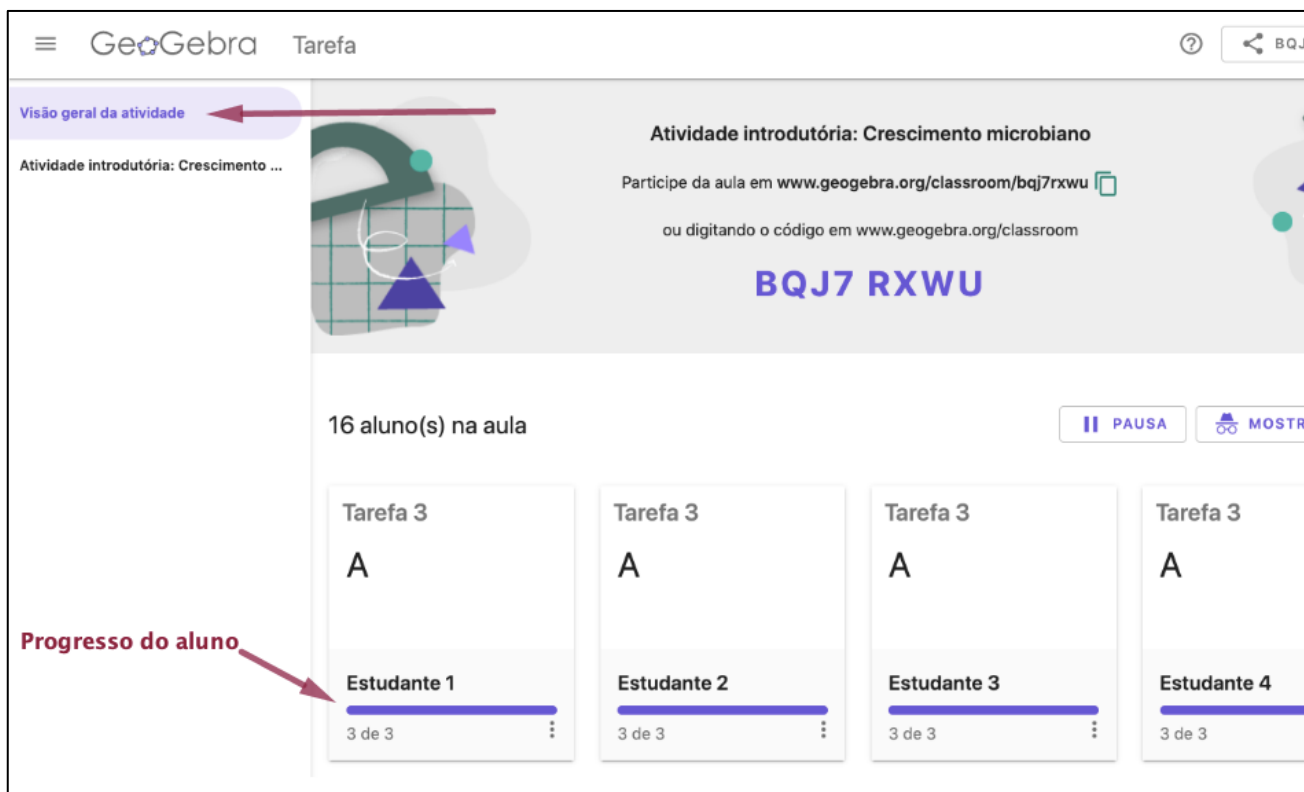 GeoGebra Tarefa BQJ
Visão geral da atividade
Atividade introdutória: Crescimento ...
Atividade introdutória: Crescimento microbiano
Participe da aula em www.geogebra.org/classroom/bqj7rxwu
ou digitando o código em www.geogebra.org/classroom
BQJ7 RXWU
16 aluno(s) na aula
PAUSA
MOSTR
Tarefa 3 Tarefa 3 Tarefa 3 Tarefa 3
A A A A
Progresso do aluno
Estudante 1 Estudante 2 Estudante 3 Estudante 4
3 de 3 3 de 3 3 de 3 3 de 3